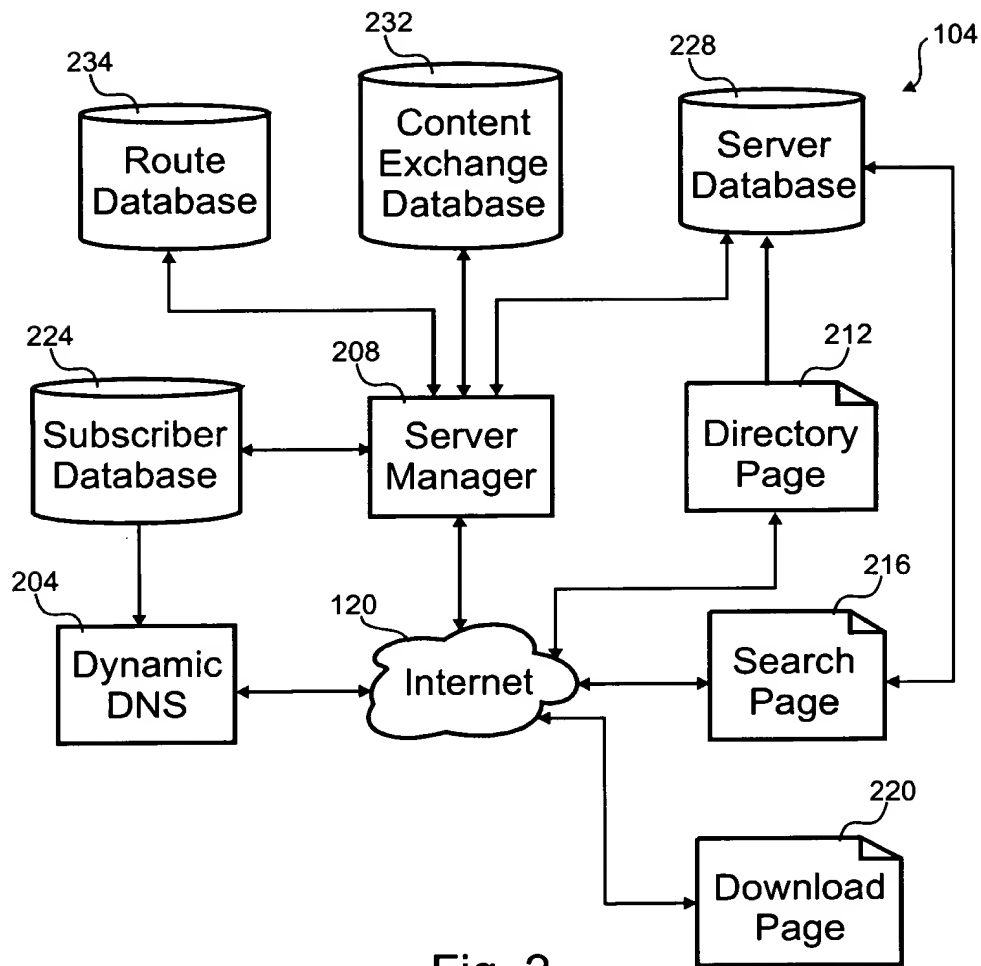 232
104
234
228
Content
Exchange
Database
Route
Database
Server
Database
224
208
212
Subscriber
Database
Server
Manager
Directory
Page
204
120
216
Dynamic
DNS
Internet
Search
Page
220
Download
Page